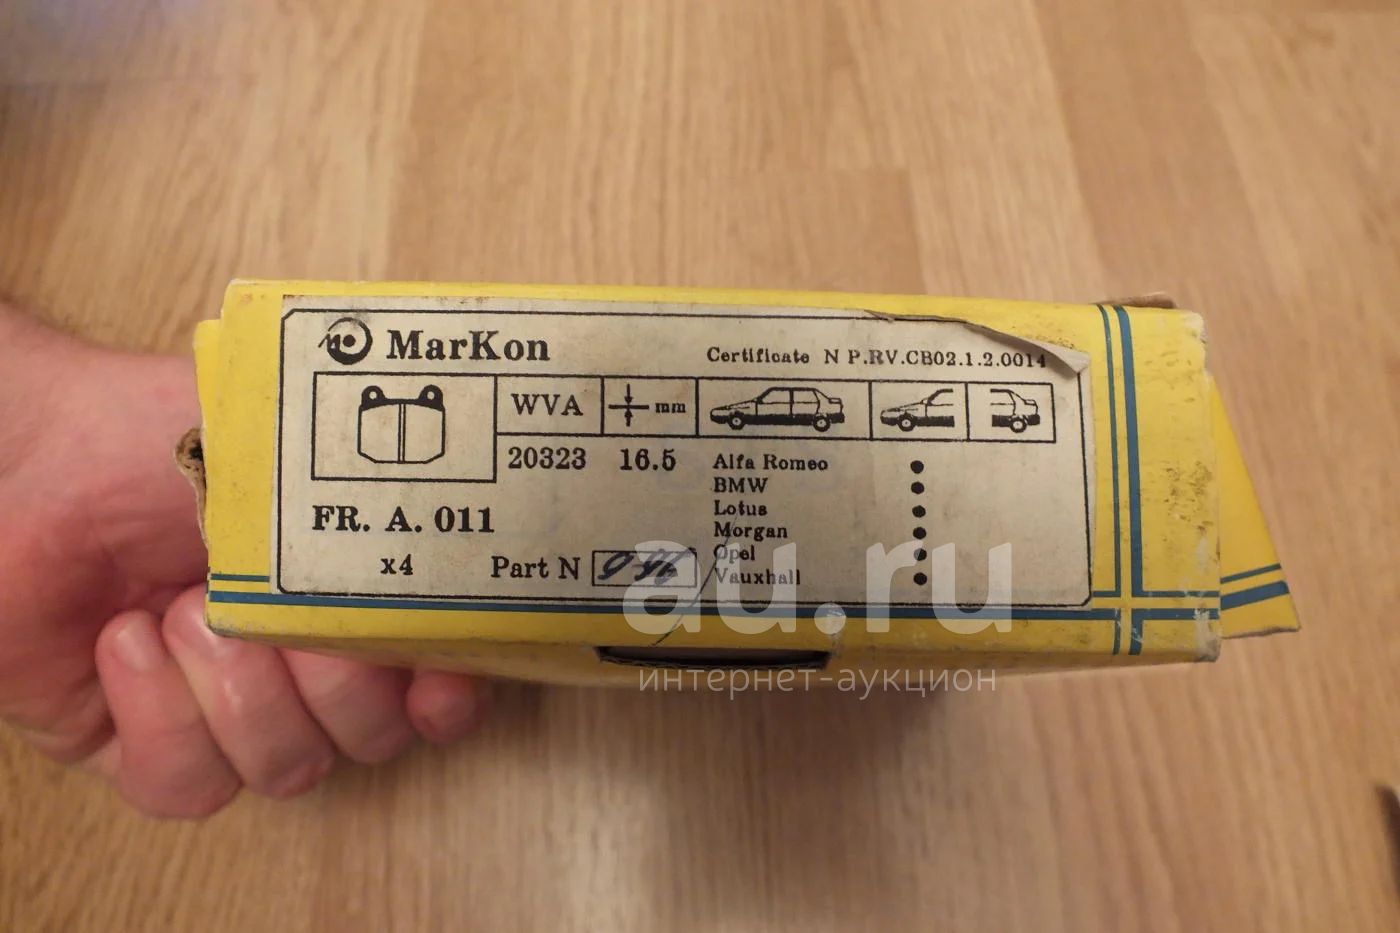 MarKon
Certificate N P.RV.CB02.1.2.0014
WVA mm
20323 16.5
FR. A. 011
x4
Part N
Alfa Romeo
BMW
Lotus
Morgan
Opel
Vauxhall
au.ru
интернет-аукцион